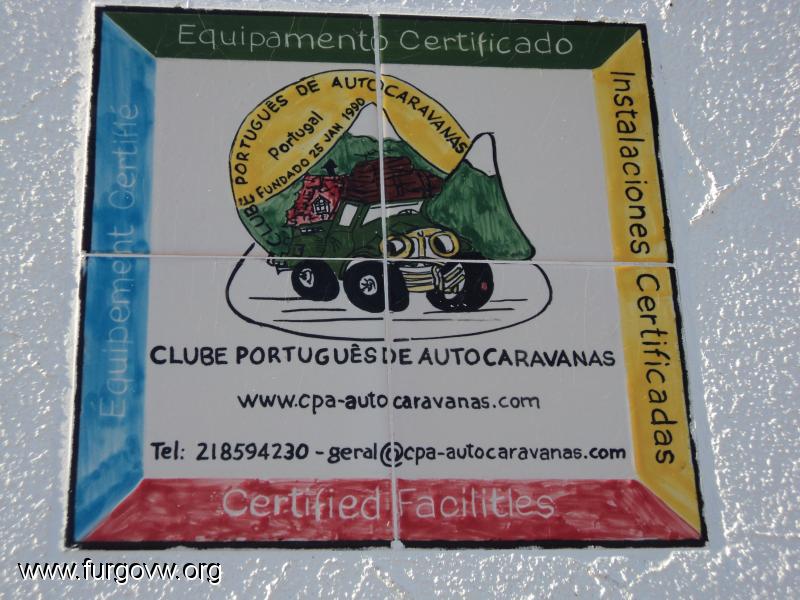 Equipamento Certificado
Equipement Certifié
Instalaciones Certificadas
CLUBE PORTUGUÊS DE AUTOCARAVANAS
Portugal
FUNDADO 25 JAN 1990
CLUBE PORTUGUÊS DE AUTOCARAVANAS
www.cpa-autocaravanas.com
Tel: 218594230 - geral@cpa-autocaravanas.com
Certified Facilities
www.furgovw.org